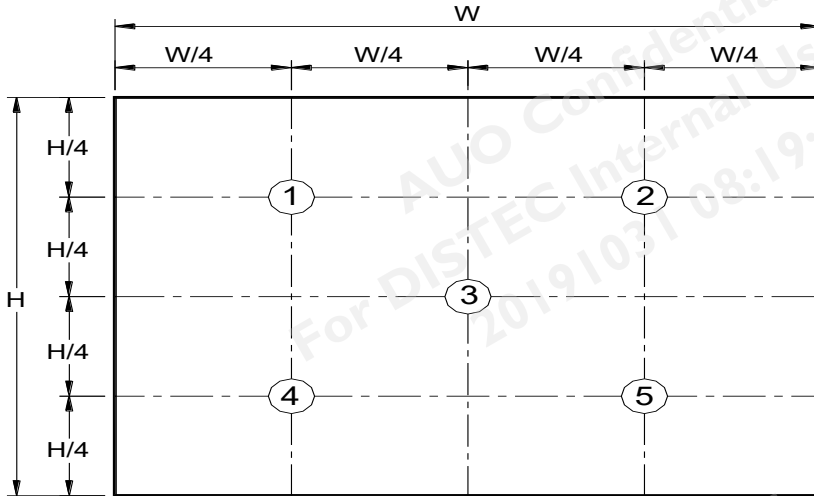 W
W/4 W/4 W/4 W/4
H/4
1 2
H/4
H 3
H/4
4 5
H/4
AUO Confidential
For DISTEC Internal Us
20191031 08:19: